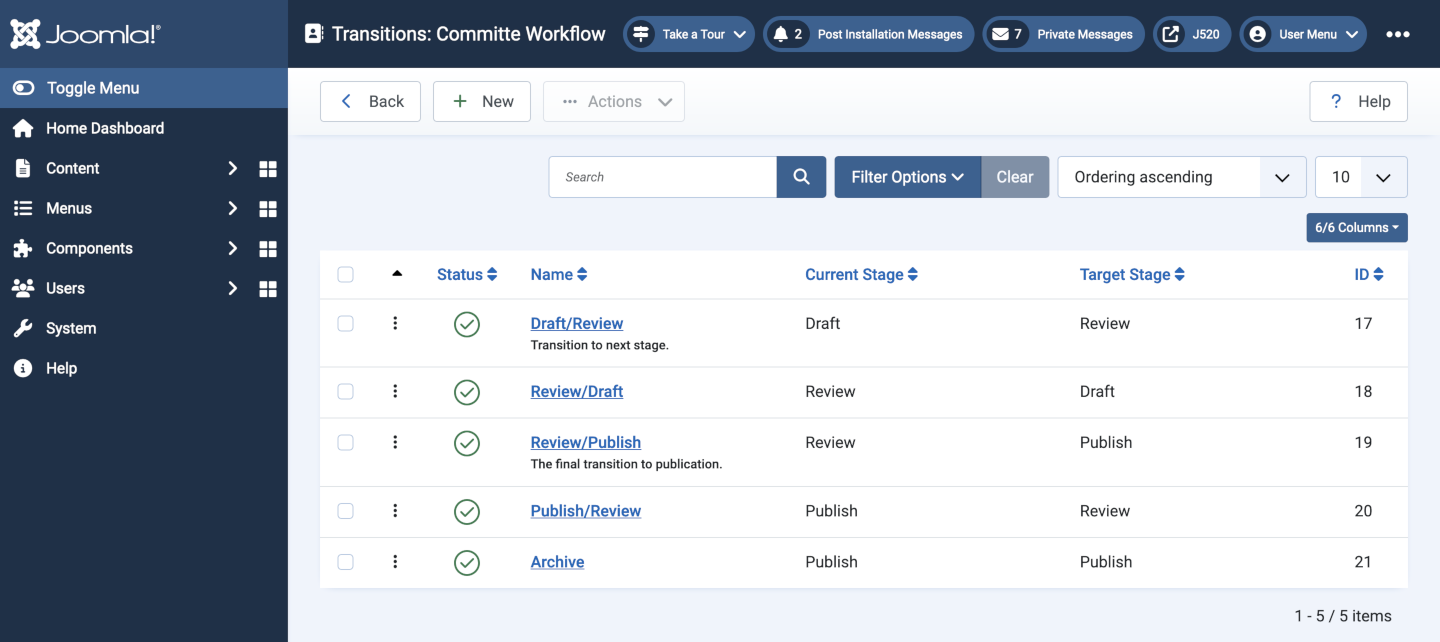 Joomla!®
Transitions: Committe Workflow
Take a Tour
2 Post Installation Messages
7 Private Messages
J520
User Menu
Toggle Menu
Home Dashboard
Content
Menus
Components
Users
System
Help
Back
New
Actions
? Help
Search
Filter Options
Clear
Ordering ascending
10
6/6 Columns
Status Name Current Stage Target Stage ID
Draft/Review Draft Review 17
Transition to next stage.
Review/Draft Review Draft 18
Review/Publish Review Publish 19
The final transition to publication.
Publish/Review Publish Review 20
Archive Publish Publish 21
1 - 5 / 5 items